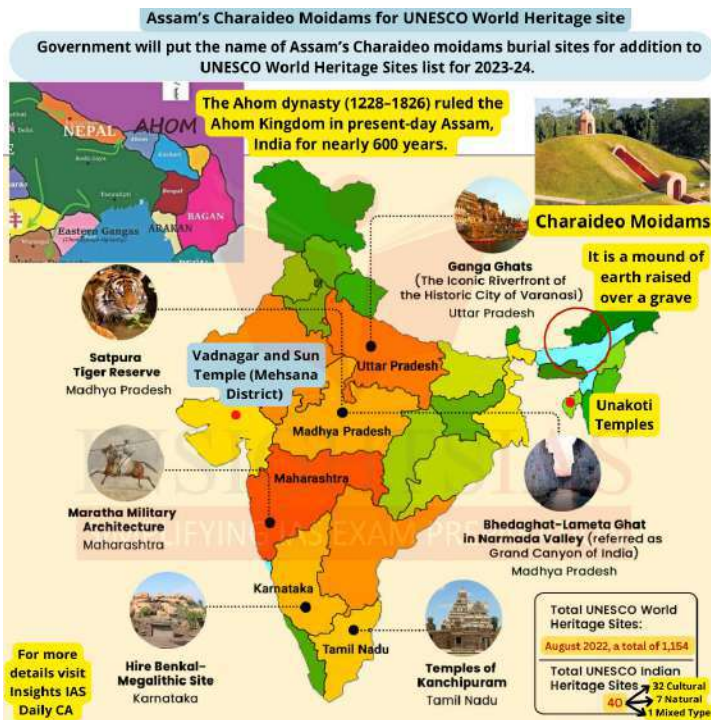 Assam's Charaideo Moidams for UNESCO World Heritage site
Government will put the name of Assam's Charaideo moidams burial sites for addition to
UNESCO World Heritage Sites list for 2023-24.
The Ahom dynasty (1228–1826) ruled the
Ahom Kingdom in present-day Assam,
India for nearly 600 years.
NEPAL
AHOM
Kachari
Bengal
Eastern Gangas
ARAKAN
BAGAN
Charaideo Moidams
It is a mound of
earth raised
over a grave
Ganga Ghats
(The Iconic Riverfront of
the Historic City of Varanasi)
Uttar Pradesh
Satpura
Tiger Reserve
Madhya Pradesh
Vadnagar and Sun
Temple (Mehsana
District)
Uttar Pradesh
Madhya Pradesh
Maharashtra
Karnataka
Tamil Nadu
Unakoti
Temples
Maratha Military
Architecture
Maharashtra
Bhedaghat-Lameta Ghat
in Narmada Valley (referred as
Grand Canyon of India)
Madhya Pradesh
Hire Benkal-
Megalithic Site
Karnataka
Temples of
Kanchipuram
Tamil Nadu
For more
details visit
Insights IAS
Daily CA
Total UNESCO World
Heritage Sites:
August 2022, a total of 1,154
Total UNESCO Indian
Heritage Sites
40
32 Cultural
7 Natural
1 Mixed Type